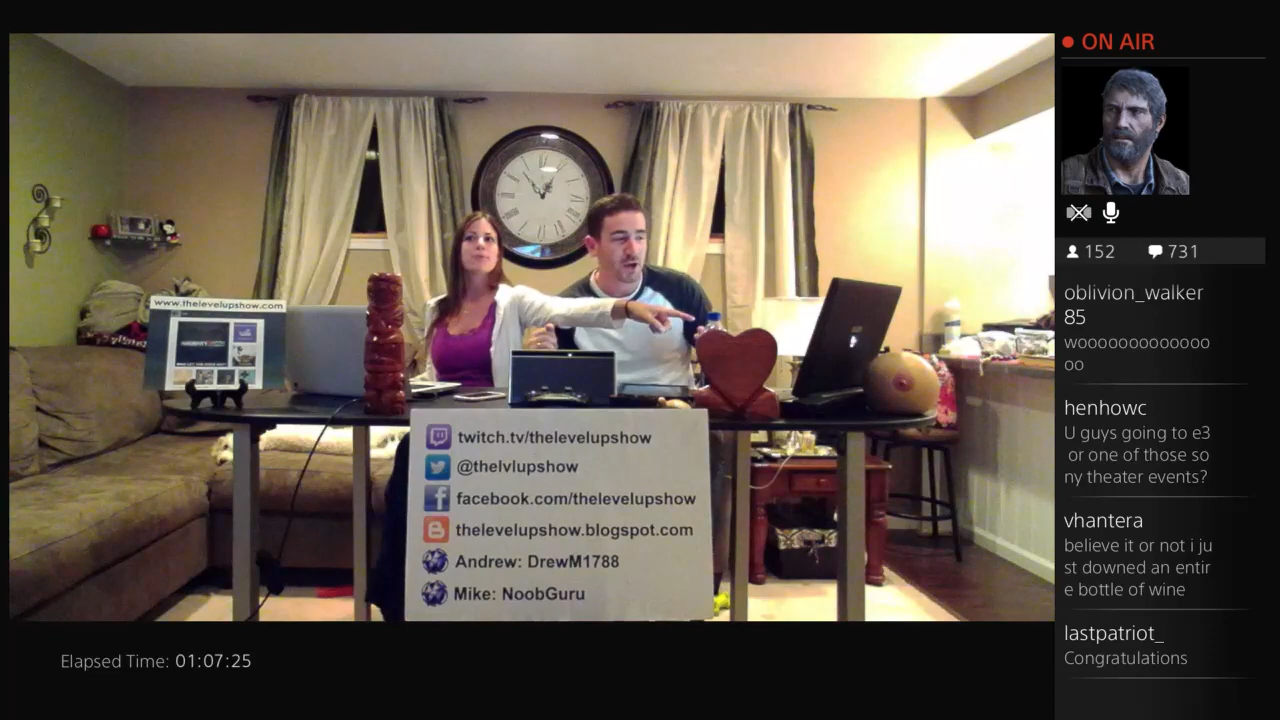 ON AIR
152 731
oblivion_walker
85
wooooooooooooo
oo
henhowc
U guys going to e3
or one of those so
ny theater events?
vhantera
believe it or not i ju
st downed an entir
e bottle of wine
lastpatriot_
Congratulations
www.thelevelupshow.com
twitch.tv/thelevelupshow
@thelvlupshow
facebook.com/thelevelupshow
thelevelupshow.blogspot.com
Andrew: DrewM1788
Mike: NoobGuru
Elapsed Time: 01:07:25